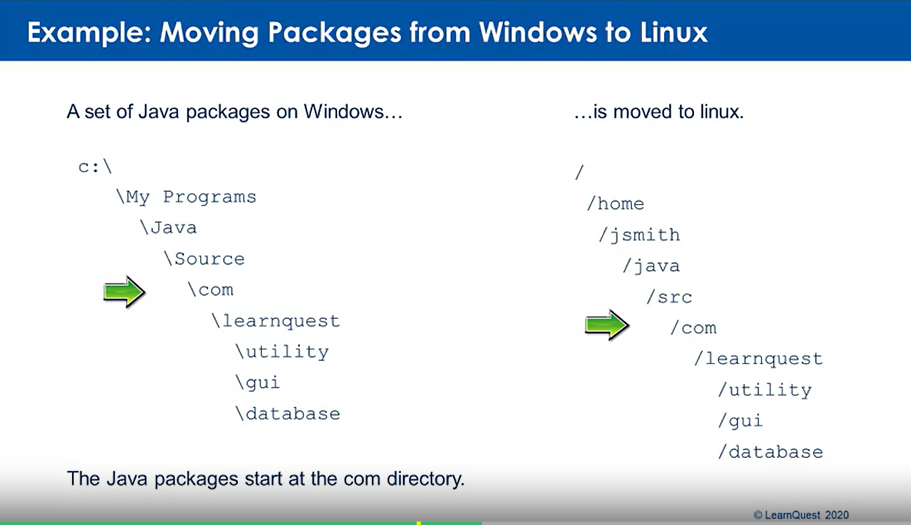 Example: Moving Packages from Windows to Linux
A set of Java packages on Windows…
c:\
\My Programs
\Java
\Source
\com
\learnquest
\utility
\gui
\database
…is moved to linux.
/
/home
/jsmith
/java
/src
/com
/learnquest
/utility
/gui
/database
The Java packages start at the com directory.
© LearnQuest 2020